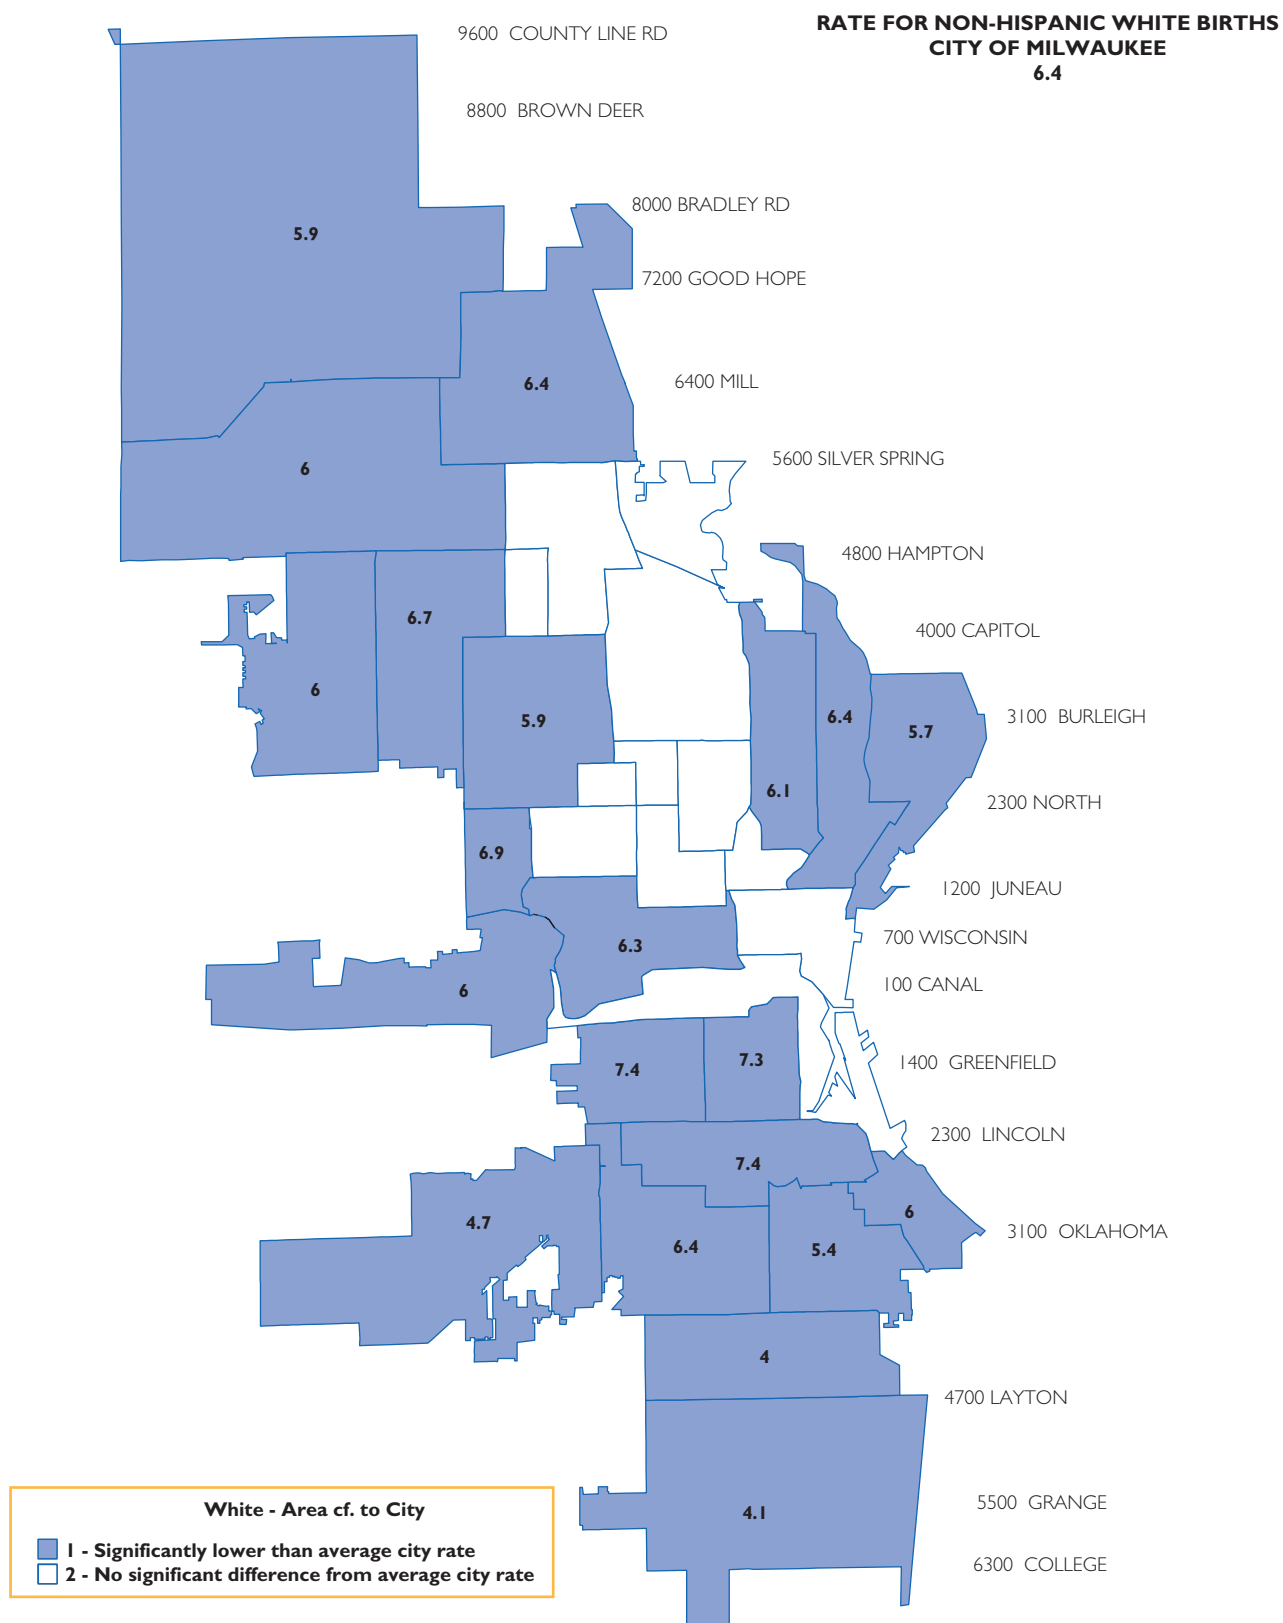 RATE FOR NON-HISPANIC WHITE BIRTHS
CITY OF MILWAUKEE
6.4
9600 COUNTY LINE RD
8800 BROWN DEER
8000 BRADLEY RD
5.9
7200 GOOD HOPE
6400 MILL
6.4
5600 SILVER SPRING
6
4800 HAMPTON
6.7
4000 CAPITOL
6
3100 BURLEIGH
5.9
6.4
5.7
6.1
2300 NORTH
6.9
1200 JUNEAU
6.3
700 WISCONSIN
6
100 CANAL
7.4
7.3
1400 GREENFIELD
2300 LINCOLN
7.4
4.7
6
3100 OKLAHOMA
6.4
5.4
4
4700 LAYTON
4.1
5500 GRANGE
6300 COLLEGE
White - Area cf. to City
1 - Significantly lower than average city rate
2 - No significant difference from average city rate